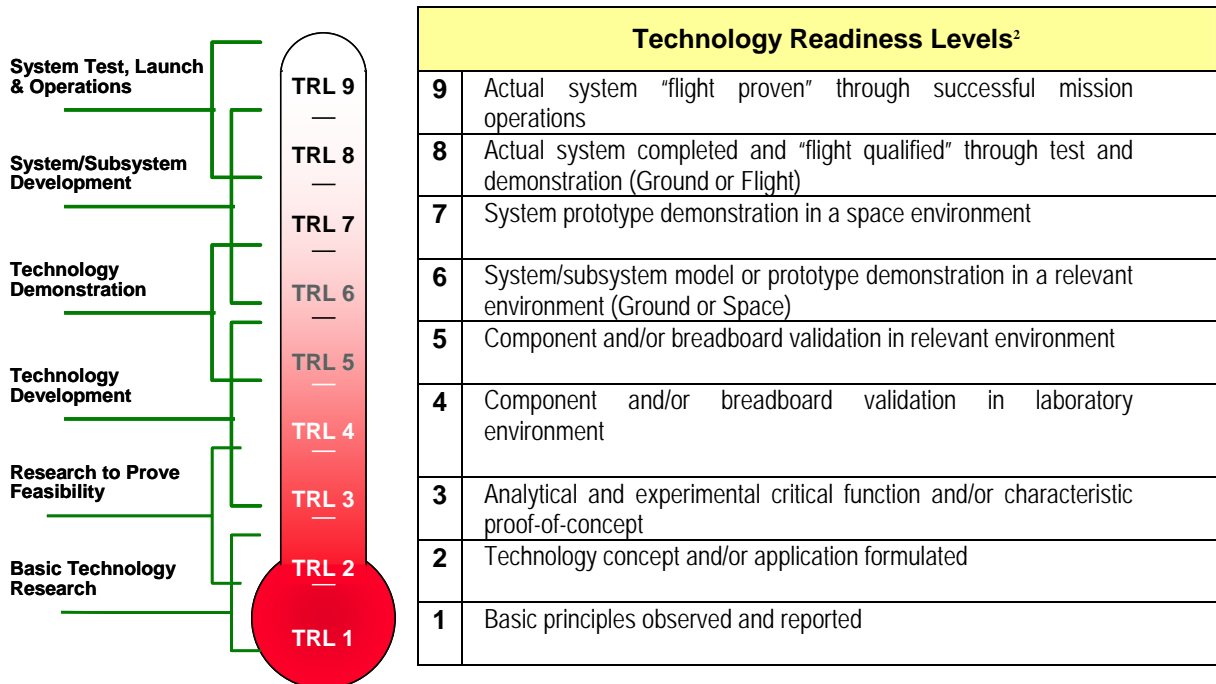 System Test, Launch
& Operations
System/Subsystem
Development
Technology
Demonstration
Technology
Development
Research to Prove
Feasibility
Basic Technology
Research
TRL 9
TRL 8
TRL 7
TRL 6
TRL 5
TRL 4
TRL 3
TRL 2
TRL 1
Technology Readiness Levels²
9 Actual system “flight proven” through successful mission
operations
8 Actual system completed and “flight qualified” through test and
demonstration (Ground or Flight)
7 System prototype demonstration in a space environment
6 System/subsystem model or prototype demonstration in a relevant
environment (Ground or Space)
5 Component and/or breadboard validation in relevant environment
4 Component and/or breadboard validation in laboratory
environment
3 Analytical and experimental critical function and/or characteristic
proof-of-concept
2 Technology concept and/or application formulated
1 Basic principles observed and reported